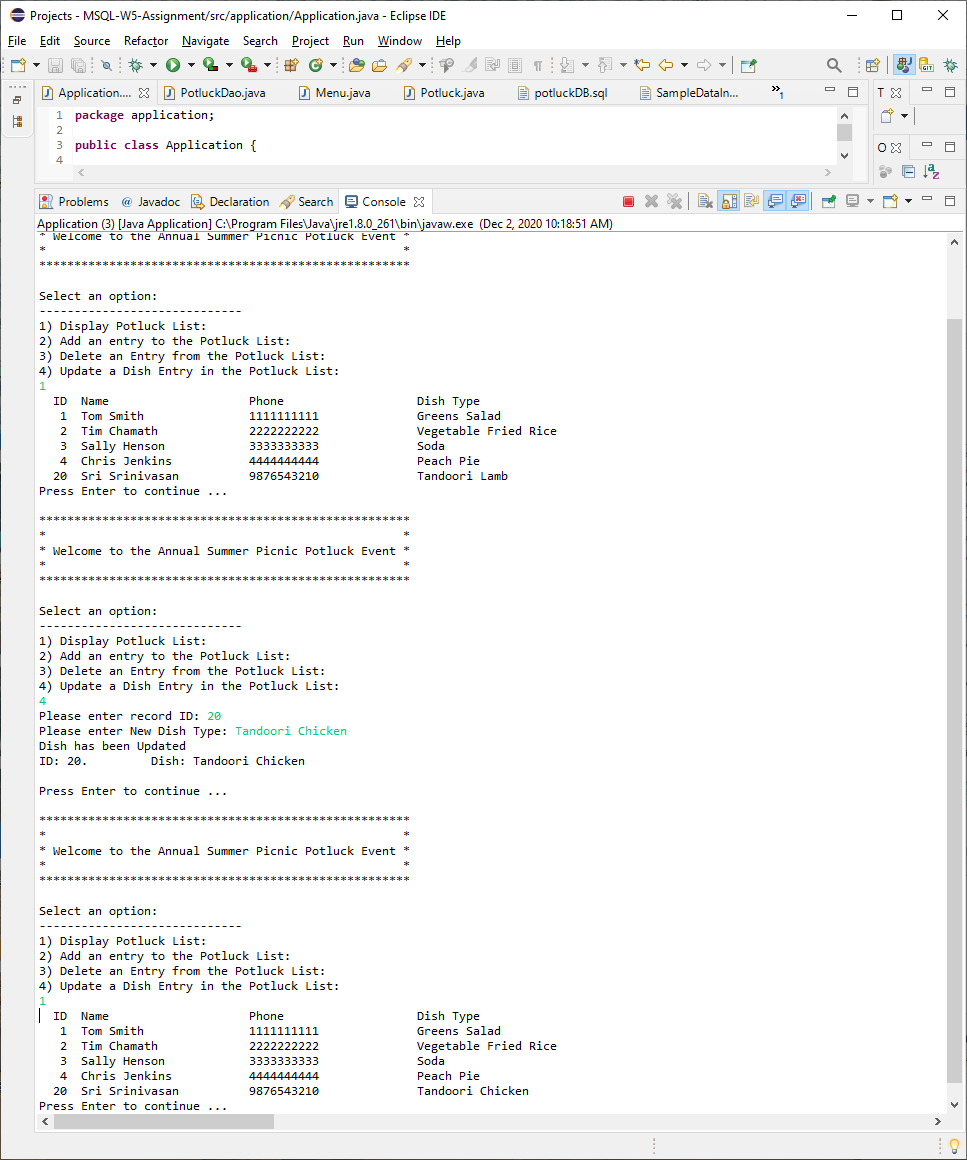 Projects - MSQL-W5-Assignment/src/application/Application.java - Eclipse IDE
File Edit Source Refactor Navigate Search Project Run Window Help
Application.... PotluckDao.java Menu.java Potluck.java potluckDB.sql SampleDataIn... »1 T
1 package application;
2
3 public class Application {
4
O
Problems @ Javadoc Declaration Search Console
Application (3) [Java Application] C:\Program Files\Java\jre1.8.0_261\bin\javaw.exe (Dec 2, 2020 10:18:51 AM)
* Welcome to the Annual Summer Picnic Potluck Event *
*                                                   *
*****************************************************
Select an option:
-----------------------------
1) Display Potluck List:
2) Add an entry to the Potluck List:
3) Delete an Entry from the Potluck List:
4) Update a Dish Entry in the Potluck List:
1
ID Name Phone Dish Type
1 Tom Smith 1111111111 Greens Salad
2 Tim Chamath 2222222222 Vegetable Fried Rice
3 Sally Henson 3333333333 Soda
4 Chris Jenkins 4444444444 Peach Pie
20 Sri Srinivasan 9876543210 Tandoori Lamb
Press Enter to continue ...
*****************************************************
*                                                   *
* Welcome to the Annual Summer Picnic Potluck Event *
*                                                   *
*****************************************************
Select an option:
-----------------------------
1) Display Potluck List:
2) Add an entry to the Potluck List:
3) Delete an Entry from the Potluck List:
4) Update a Dish Entry in the Potluck List:
4
Please enter record ID: 20
Please enter New Dish Type: Tandoori Chicken
Dish has been Updated
ID: 20. Dish: Tandoori Chicken
Press Enter to continue ...
*****************************************************
*                                                   *
* Welcome to the Annual Summer Picnic Potluck Event *
*                                                   *
*****************************************************
Select an option:
-----------------------------
1) Display Potluck List:
2) Add an entry to the Potluck List:
3) Delete an Entry from the Potluck List:
4) Update a Dish Entry in the Potluck List:
1
ID Name Phone Dish Type
1 Tom Smith 1111111111 Greens Salad
2 Tim Chamath 2222222222 Vegetable Fried Rice
3 Sally Henson 3333333333 Soda
4 Chris Jenkins 4444444444 Peach Pie
20 Sri Srinivasan 9876543210 Tandoori Chicken
Press Enter to continue ...